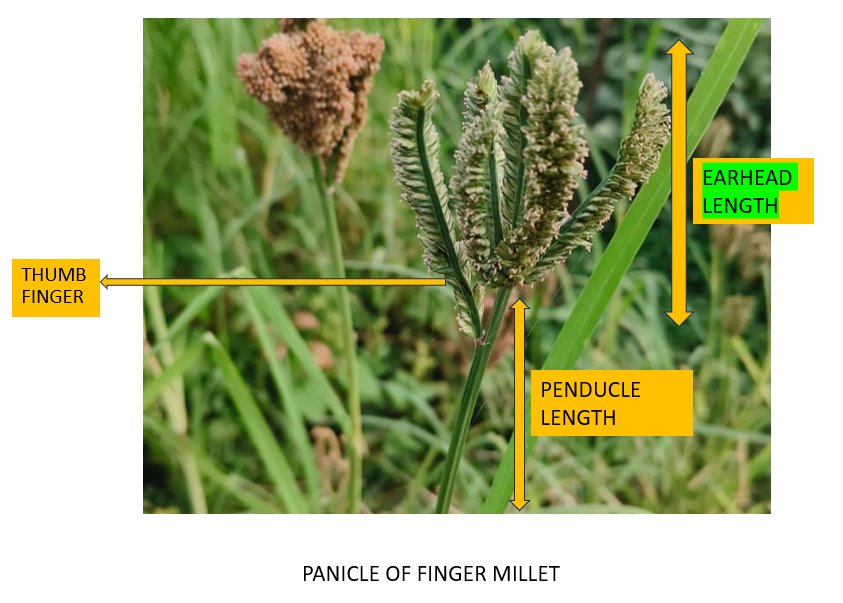 EARHEAD
LENGTH
THUMB
FINGER
PENDUCLE
LENGTH
PANICLE OF FINGER MILLET